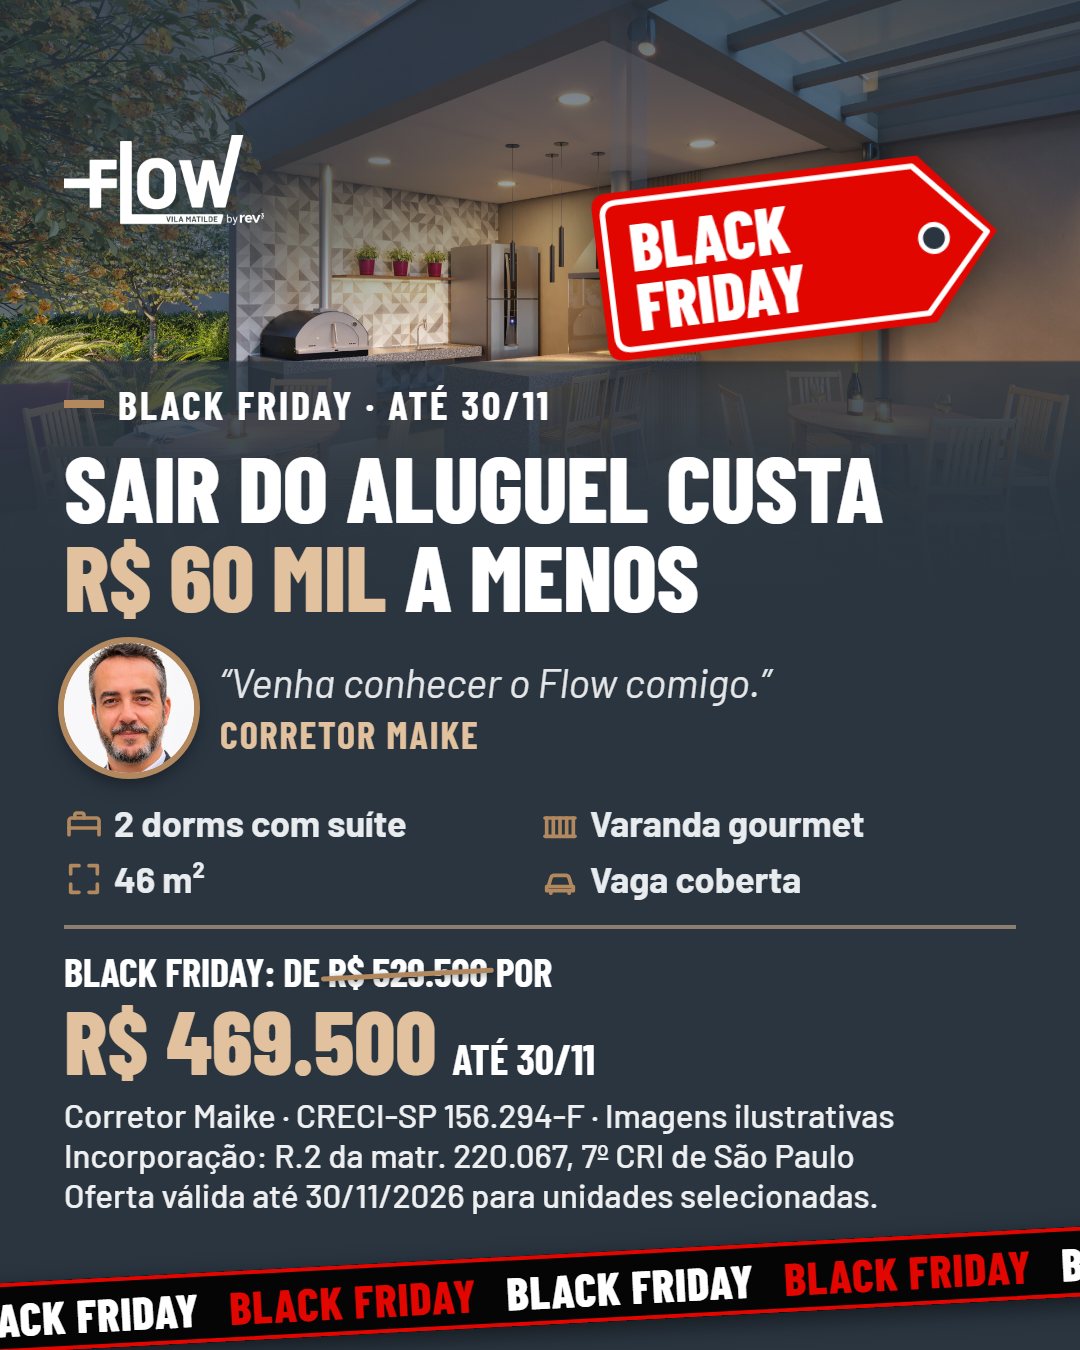 FLOW
VILA MATILDE by rev³
BLACK
FRIDAY
BLACK FRIDAY · ATÉ 30/11
SAIR DO ALUGUEL CUSTA
R$ 60 MIL A MENOS
“Venha conhecer o Flow comigo.”
CORRETOR MAIKE
2 dorms com suíte
Varanda gourmet
46 m²
Vaga coberta
BLACK FRIDAY: DE R$ 529.500 POR
R$ 469.500 ATÉ 30/11
Corretor Maike · CRECI-SP 156.294-F · Imagens ilustrativas
Incorporação: R.2 da matr. 220.067, 7º CRI de São Paulo
Oferta válida até 30/11/2026 para unidades selecionadas.
ACK FRIDAY BLACK FRIDAY BLACK FRIDAY BLACK FRIDAY B